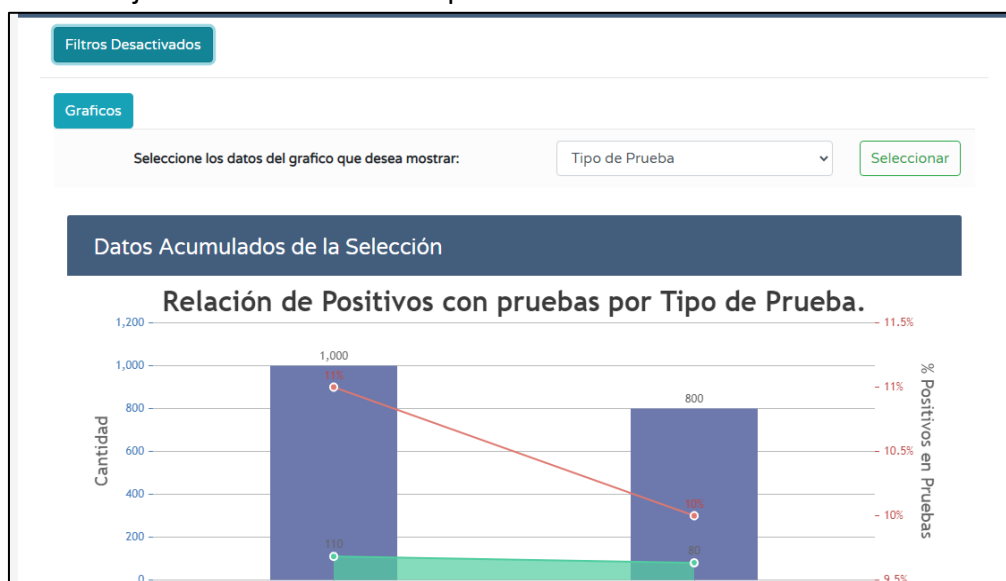 Filtros Desactivados
Graficos
Seleccione los datos del grafico que desea mostrar:
Tipo de Prueba
Seleccionar
Datos Acumulados de la Selección
Relación de Positivos con pruebas por Tipo de Prueba.
1,200
11.5%
1,000
1,000
11%
11%
800
800
600
10.5%
400
10%
10%
200
110
80
0
9.5%
Cantidad
% Positivos en Pruebas